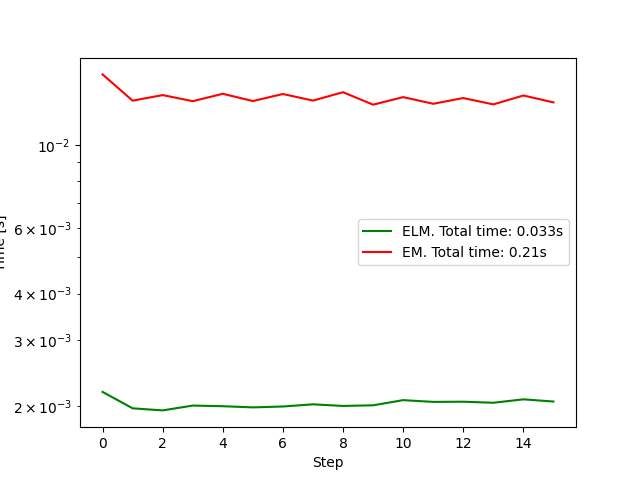 10⁻²
6 × 10⁻³
4 × 10⁻³
3 × 10⁻³
2 × 10⁻³
Time [s]
ELM. Total time: 0.033s
EM. Total time: 0.21s
0 2 4 6 8 10 12 14
Step